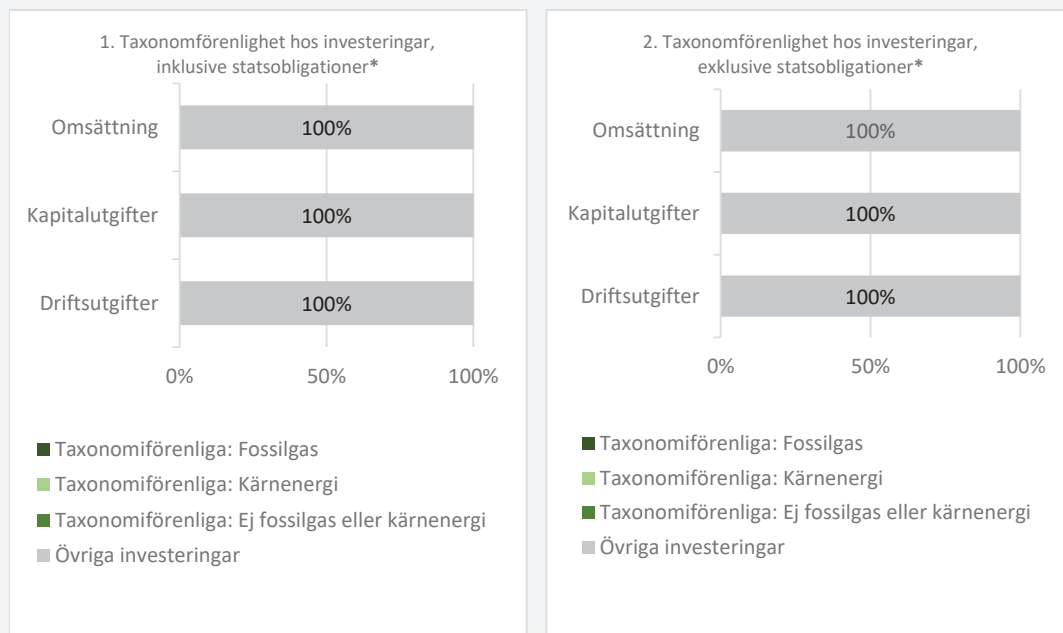 1. Taxonomförenlighet hos investeringar,
inklusive statsobligationer*
Omsättning
100%
Kapitalutgifter
100%
Driftsutgifter
100%
0%
50%
100%
Taxonomiförenliga: Fossilgas
Taxonomiförenliga: Kärnenergi
Taxonomiförenliga: Ej fossilgas eller kärnenergi
Övriga investeringar
2. Taxonomförenlighet hos investeringar,
exklusive statsobligationer*
Omsättning
100%
Kapitalutgifter
100%
Driftsutgifter
100%
0%
50%
100%
Taxonomiförenliga: Fossilgas
Taxonomiförenliga: Kärnenergi
Taxonomiförenliga: Ej fossilgas eller kärnenergi
Övriga investeringar